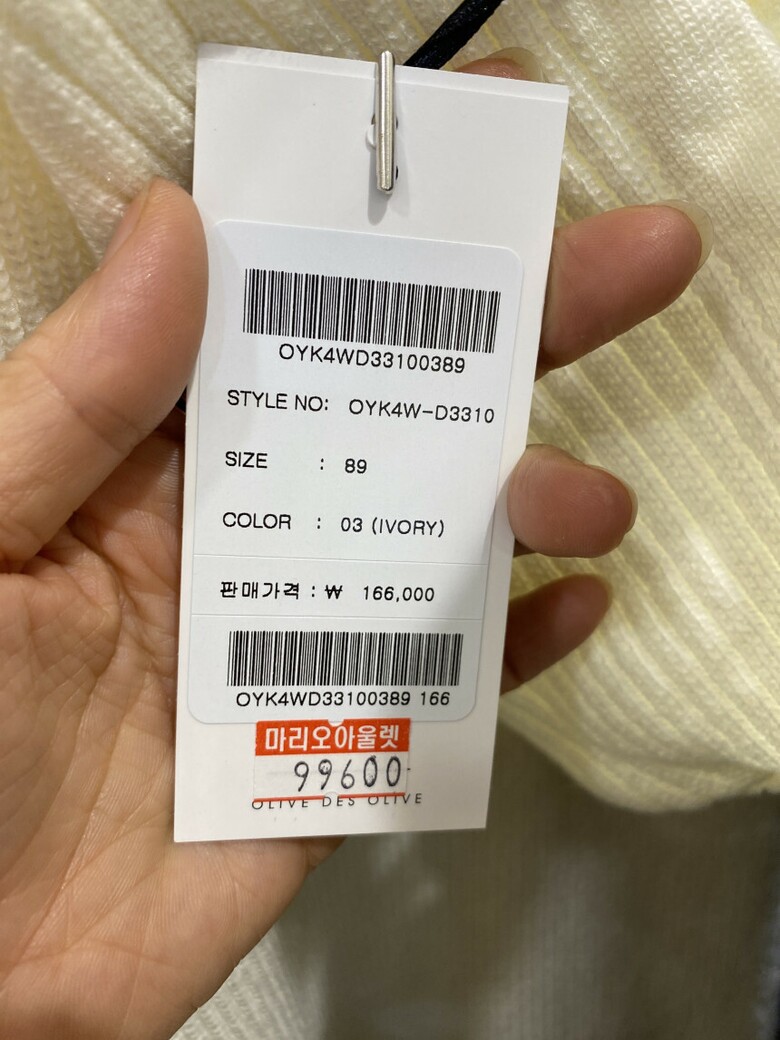 OYK4WD33100389
STYLE NO: OYK4W-D3310
SIZE : 89
COLOR : 03 (IVORY)
판매가격 : ₩ 166,000
OYK4WD33100389 166
마리오아울렛
99600
OLIVE DES OLIVE